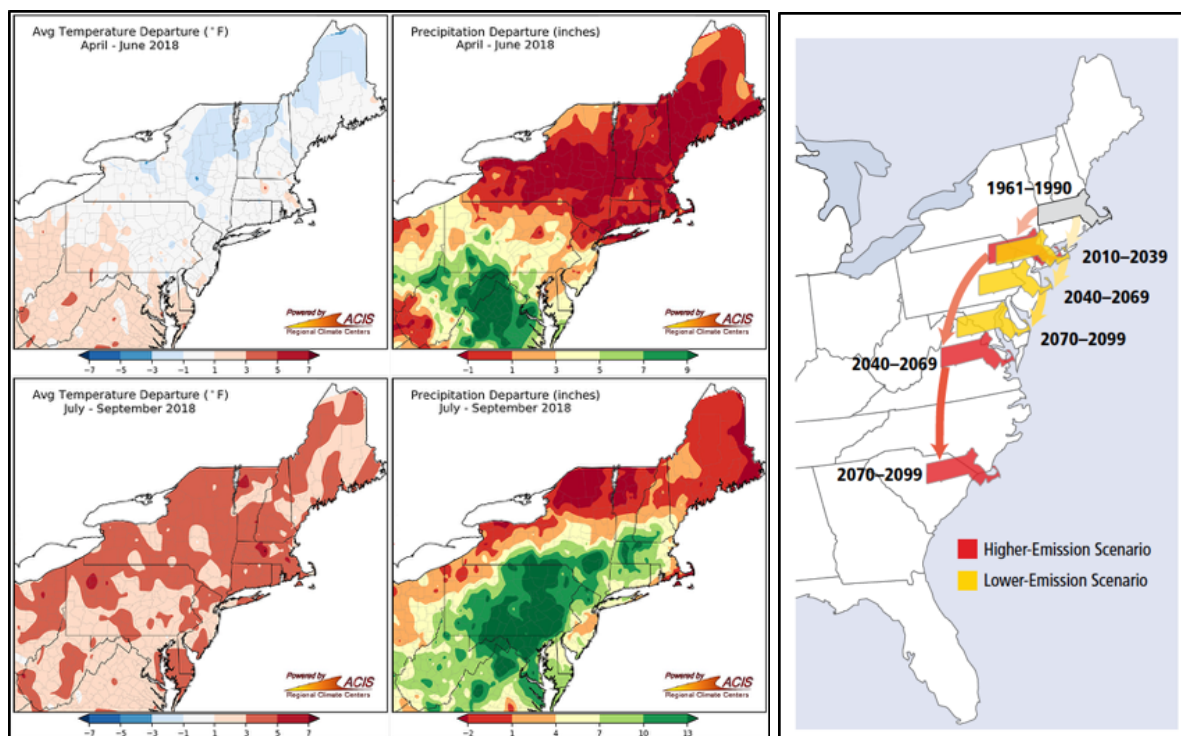 Avg Temperature Departure (°F)
April - June 2018
Powered by
ACIS
Regional Climate Centers
-7 -5 -3 -1 1 3 5 7
Precipitation Departure (inches)
April - June 2018
Powered by
ACIS
Regional Climate Centers
-1 1 3 5 7 9
Avg Temperature Departure (°F)
July - September 2018
Powered by
ACIS
Regional Climate Centers
-7 -5 -3 -1 1 3 5 7
Precipitation Departure (inches)
July - September 2018
Powered by
ACIS
Regional Climate Centers
-2 1 4 7 10 13
1961–1990
2010–2039
2040–2069
2070–2099
2040–2069
2070–2099
Higher-Emission Scenario
Lower-Emission Scenario